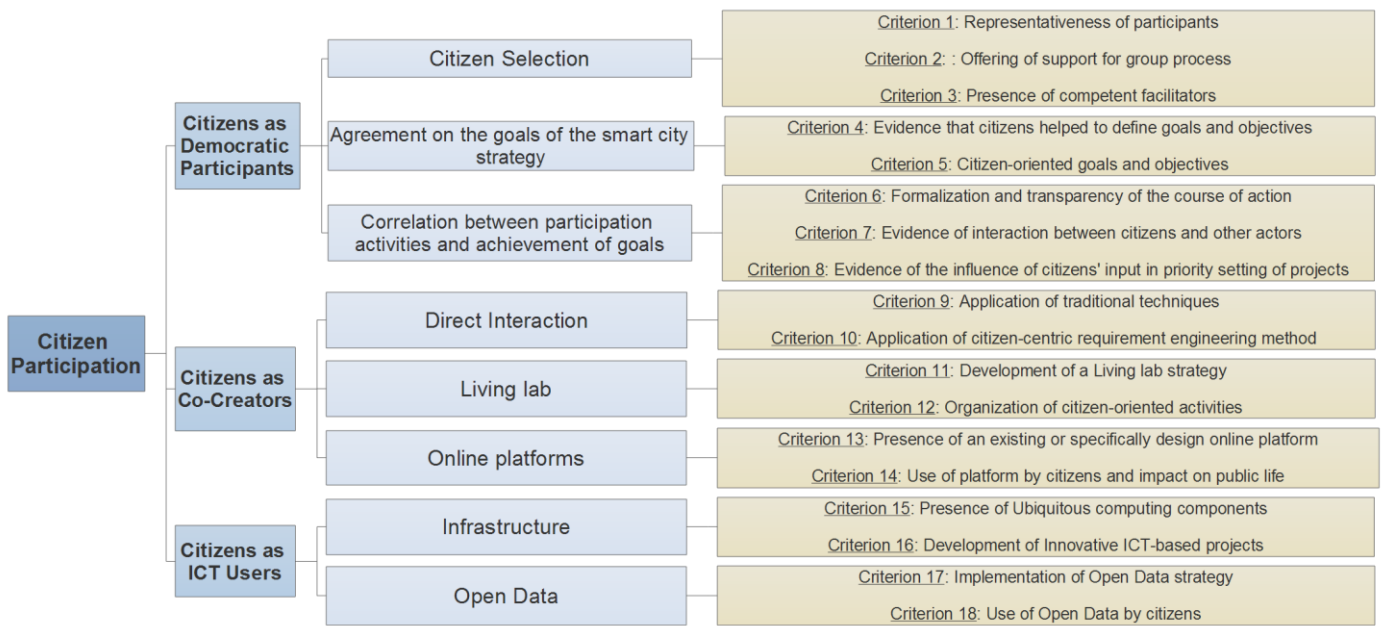 Citizen
Participation
Citizens as
Democratic
Participants
Citizen Selection
Criterion 1: Representativeness of participants
Criterion 2: : Offering of support for group process
Criterion 3: Presence of competent facilitators
Agreement on the goals of the smart city
strategy
Criterion 4: Evidence that citizens helped to define goals and objectives
Criterion 5: Citizen-oriented goals and objectives
Correlation between participation
activities and achievement of goals
Criterion 6: Formalization and transparency of the course of action
Criterion 7: Evidence of interaction between citizens and other actors
Criterion 8: Evidence of the influence of citizens' input in priority setting of projects
Citizens as
Co-Creators
Direct Interaction
Criterion 9: Application of traditional techniques
Criterion 10: Application of citizen-centric requirement engineering method
Living lab
Criterion 11: Development of a Living lab strategy
Criterion 12: Organization of citizen-oriented activities
Online platforms
Criterion 13: Presence of an existing or specifically design online platform
Criterion 14: Use of platform by citizens and impact on public life
Citizens as
ICT Users
Infrastructure
Criterion 15: Presence of Ubiquitous computing components
Criterion 16: Development of Innovative ICT-based projects
Open Data
Criterion 17: Implementation of Open Data strategy
Criterion 18: Use of Open Data by citizens